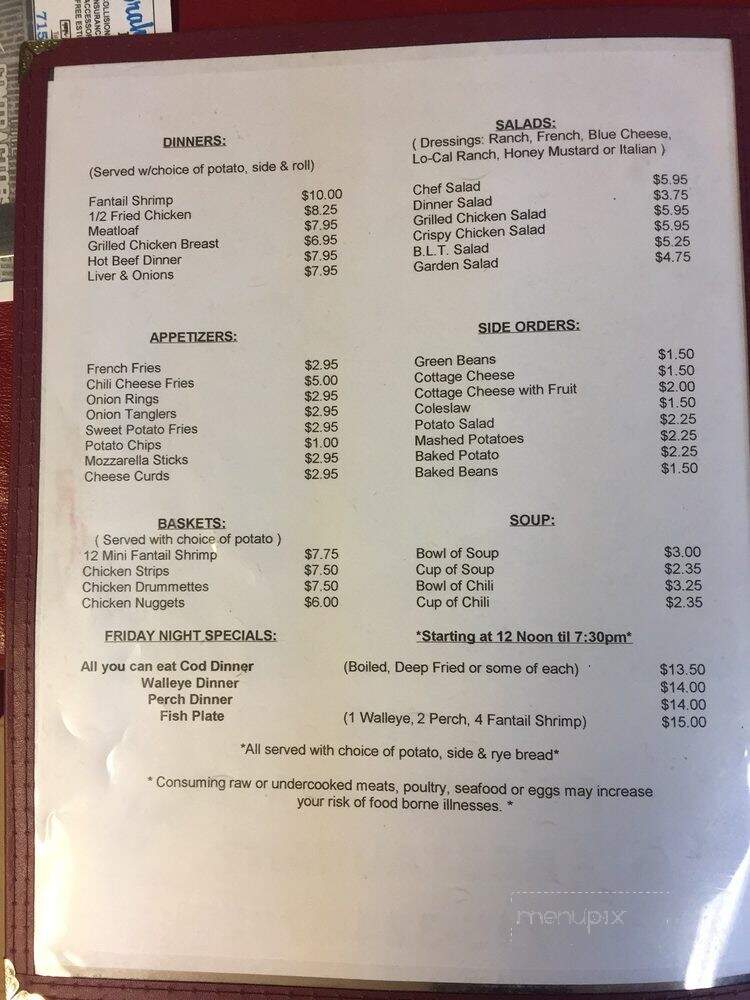 DINNERS:
(Served w/choice of potato, side & roll)
Fantail Shrimp $10.00
1/2 Fried Chicken $8.25
Meatloaf $7.95
Grilled Chicken Breast $6.95
Hot Beef Dinner $7.95
Liver & Onions $7.95
SALADS:
( Dressings: Ranch, French, Blue Cheese,
Lo-Cal Ranch, Honey Mustard or Italian )
Chef Salad $5.95
Dinner Salad $3.75
Grilled Chicken Salad $5.95
Crispy Chicken Salad $5.95
B.L.T. Salad $5.25
Garden Salad $4.75
APPETIZERS:
French Fries $2.95
Chili Cheese Fries $5.00
Onion Rings $2.95
Onion Tanglers $2.95
Sweet Potato Fries $2.95
Potato Chips $1.00
Mozzarella Sticks $2.95
Cheese Curds $2.95
SIDE ORDERS:
Green Beans $1.50
Cottage Cheese $1.50
Cottage Cheese with Fruit $2.00
Coleslaw $1.50
Potato Salad $2.25
Mashed Potatoes $2.25
Baked Potato $2.25
Baked Beans $1.50
BASKETS:
( Served with choice of potato )
12 Mini Fantail Shrimp $7.75
Chicken Strips $7.50
Chicken Drummettes $7.50
Chicken Nuggets $6.00
SOUP:
Bowl of Soup $3.00
Cup of Soup $2.35
Bowl of Chili $3.25
Cup of Chili $2.35
FRIDAY NIGHT SPECIALS: *Starting at 12 Noon til 7:30pm*
All you can eat Cod Dinner (Boiled, Deep Fried or some of each) $13.50
Walleye Dinner $14.00
Perch Dinner $14.00
Fish Plate (1 Walleye, 2 Perch, 4 Fantail Shrimp) $15.00
*All served with choice of potato, side & rye bread*
* Consuming raw or undercooked meats, poultry, seafood or eggs may increase
your risk of food borne illnesses. *
menupix
715
FREE EST
ACCESSOR
INSURANC
COLLISION